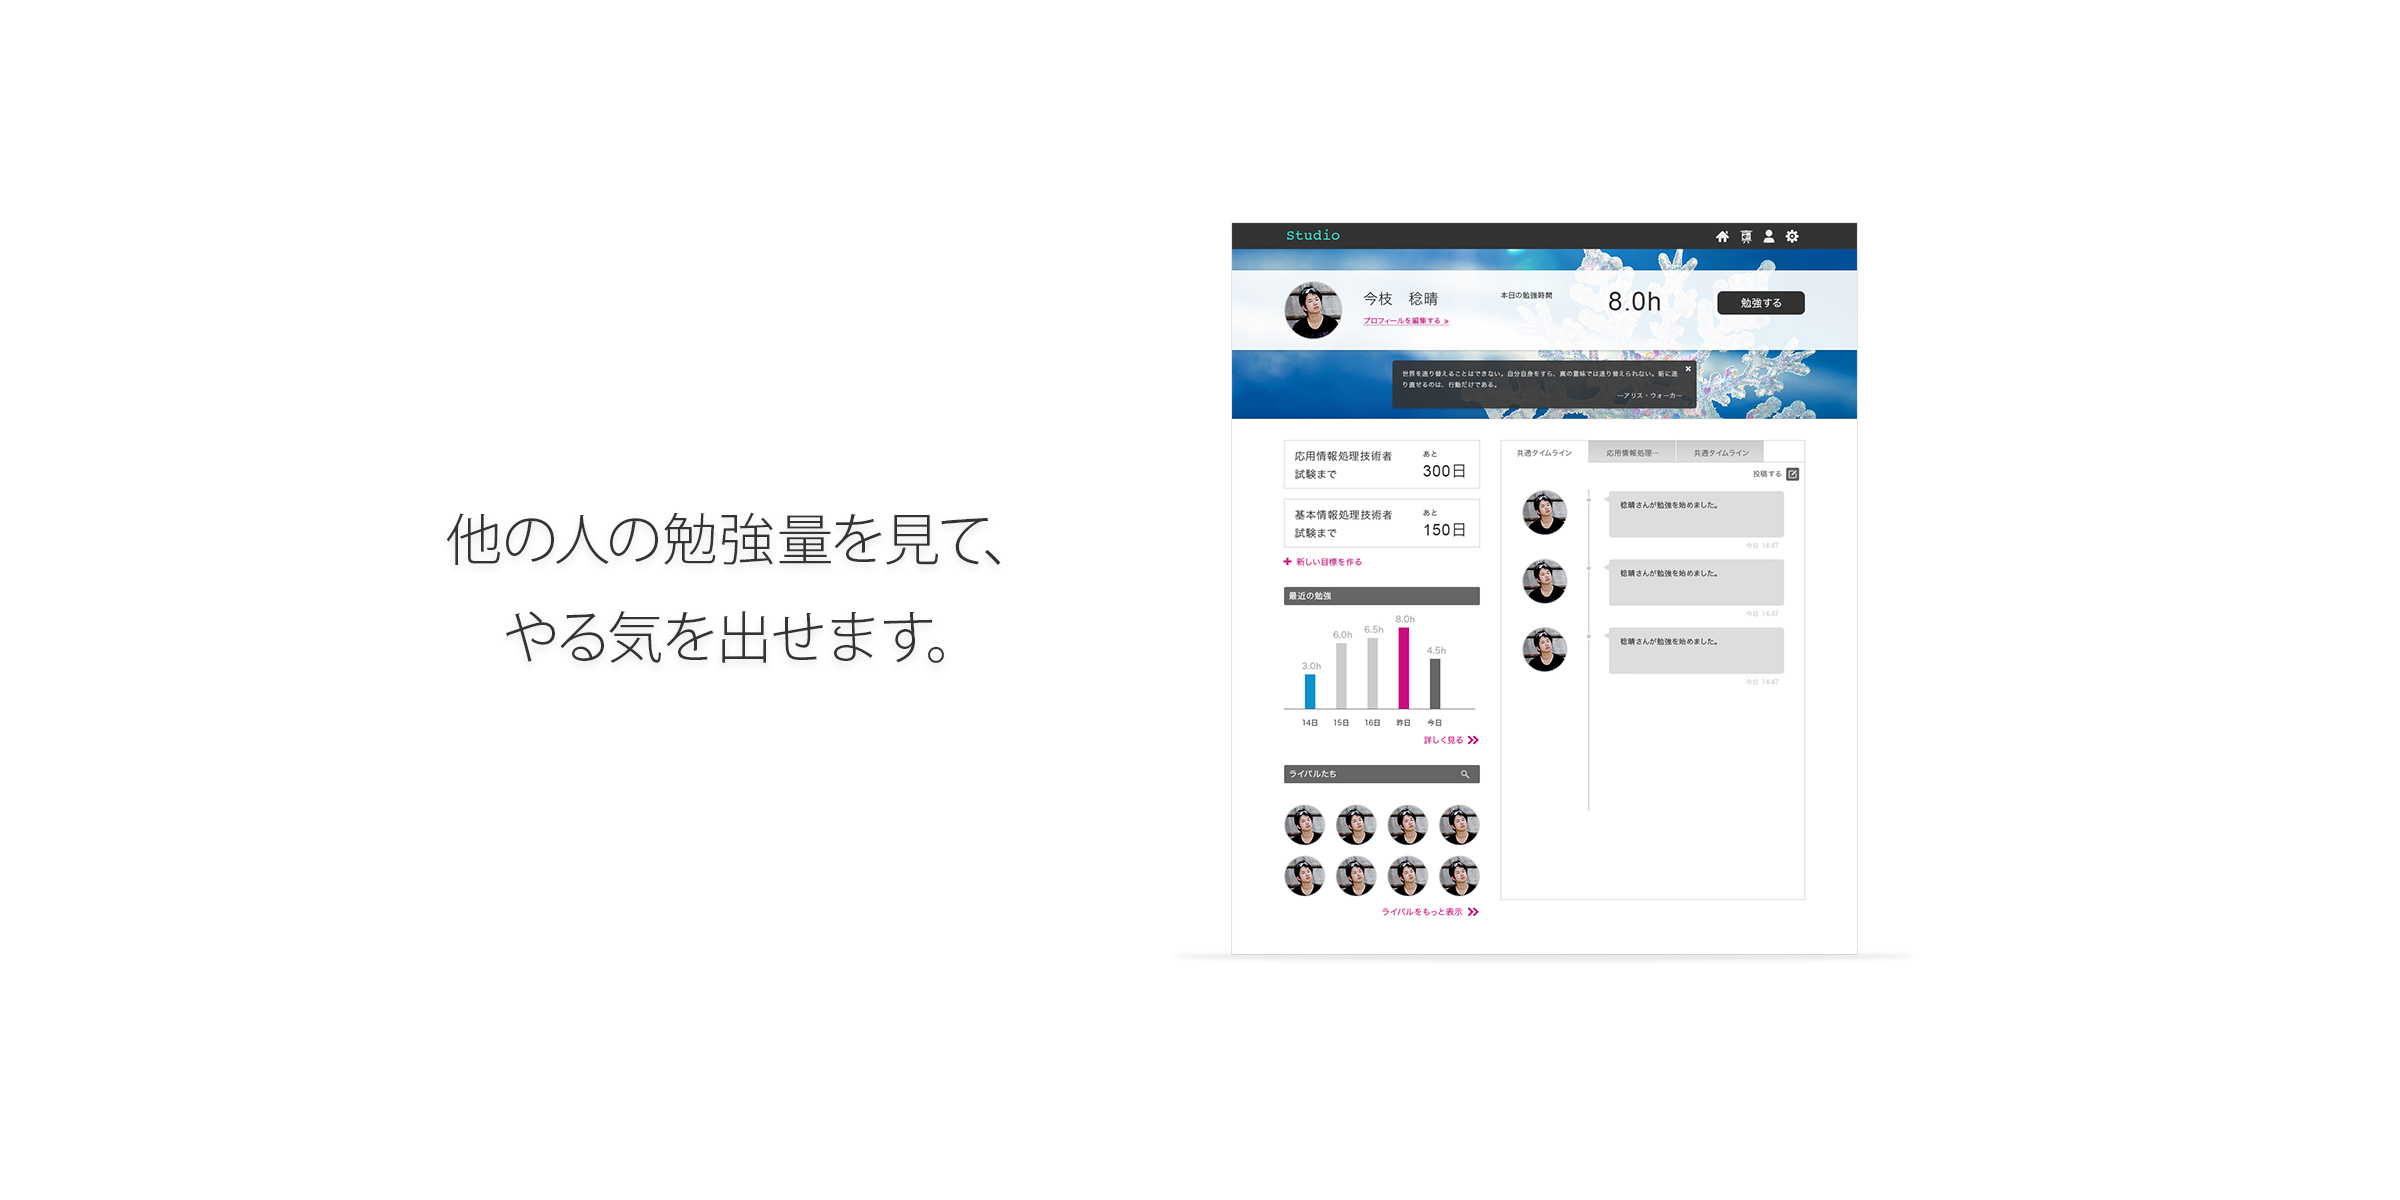 他の人の勉強量を見て、
やる気を出せます。
Studio
今枝　稔晴
プロフィールを編集する »
本日の勉強時間
8.0h
勉強する
世界を造り替えることはできない。自分自身をすら、真の意味では造り替えられない。新に造
り直せるのは、行動だけである。
―アリス・ウォーカー
応用情報処理技術者
試験まで
あと
300日
基本情報処理技術者
試験まで
あと
150日
新しい目標を作る
最近の勉強
3.0h
6.0h
6.5h
8.0h
4.5h
14日
15日
16日
昨日
今日
詳しく見る
ライバルたち
ライバルをもっと表示
共通タイムライン
応用情報処理…
共通タイムライン
投稿する
稔晴さんが勉強を始めました。
今日 14:47
稔晴さんが勉強を始めました。
今日 14:47
稔晴さんが勉強を始めました。
今日 14:47